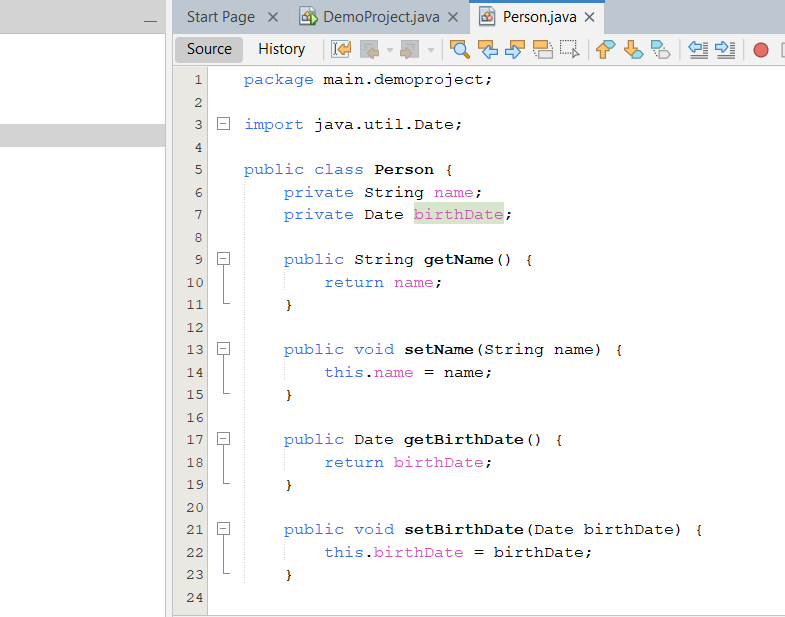 Start Page DemoProject.java Person.java
Source History
1 package main.demoproject;
2
3 import java.util.Date;
4
5 public class Person {
6     private String name;
7     private Date birthDate;
8
9     public String getName() {
10         return name;
11     }
12
13     public void setName(String name) {
14         this.name = name;
15     }
16
17     public Date getBirthDate() {
18         return birthDate;
19     }
20
21     public void setBirthDate(Date birthDate) {
22         this.birthDate = birthDate;
23     }
24